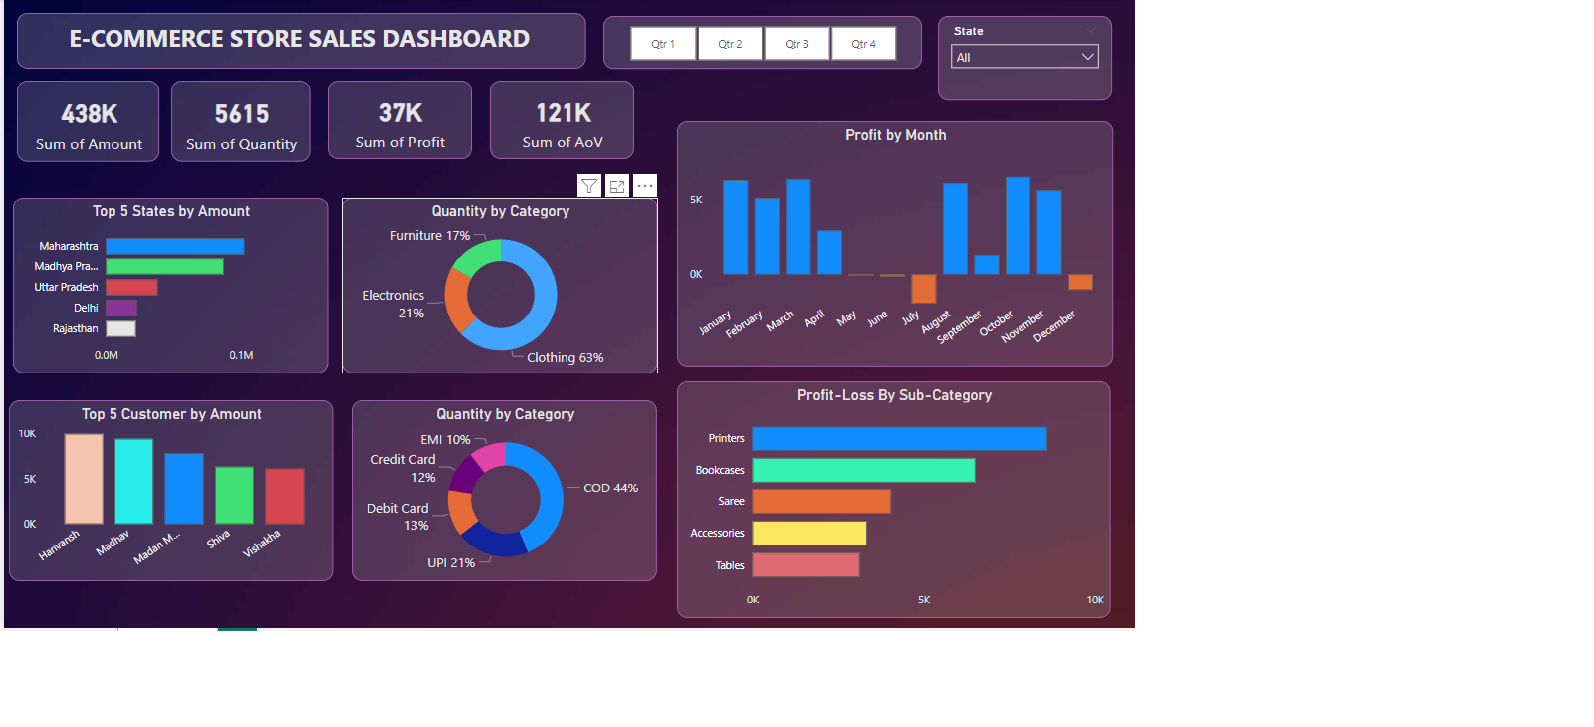 E-COMMERCE STORE SALES DASHBOARD
Qtr 1 Qtr 2 Qtr 3 Qtr 4
State
All
438K
Sum of Amount
5615
Sum of Quantity
37K
Sum of Profit
121K
Sum of AoV
Top 5 States by Amount
Maharashtra
Madhya Pra...
Uttar Pradesh
Delhi
Rajasthan
0.0M 0.1M
Quantity by Category
Furniture 17%
Electronics
21%
Clothing 63%
Profit by Month
5K
0K
January February March April May June July August September October November December
Top 5 Customer by Amount
10K
5K
0K
Harivansh Madhav Madan M... Shiva Vishakha
Quantity by Category
EMI 10%
Credit Card
12%
COD 44%
Debit Card
13%
UPI 21%
Profit-Loss By Sub-Category
Printers
Bookcases
Saree
Accessories
Tables
0K 5K 10K